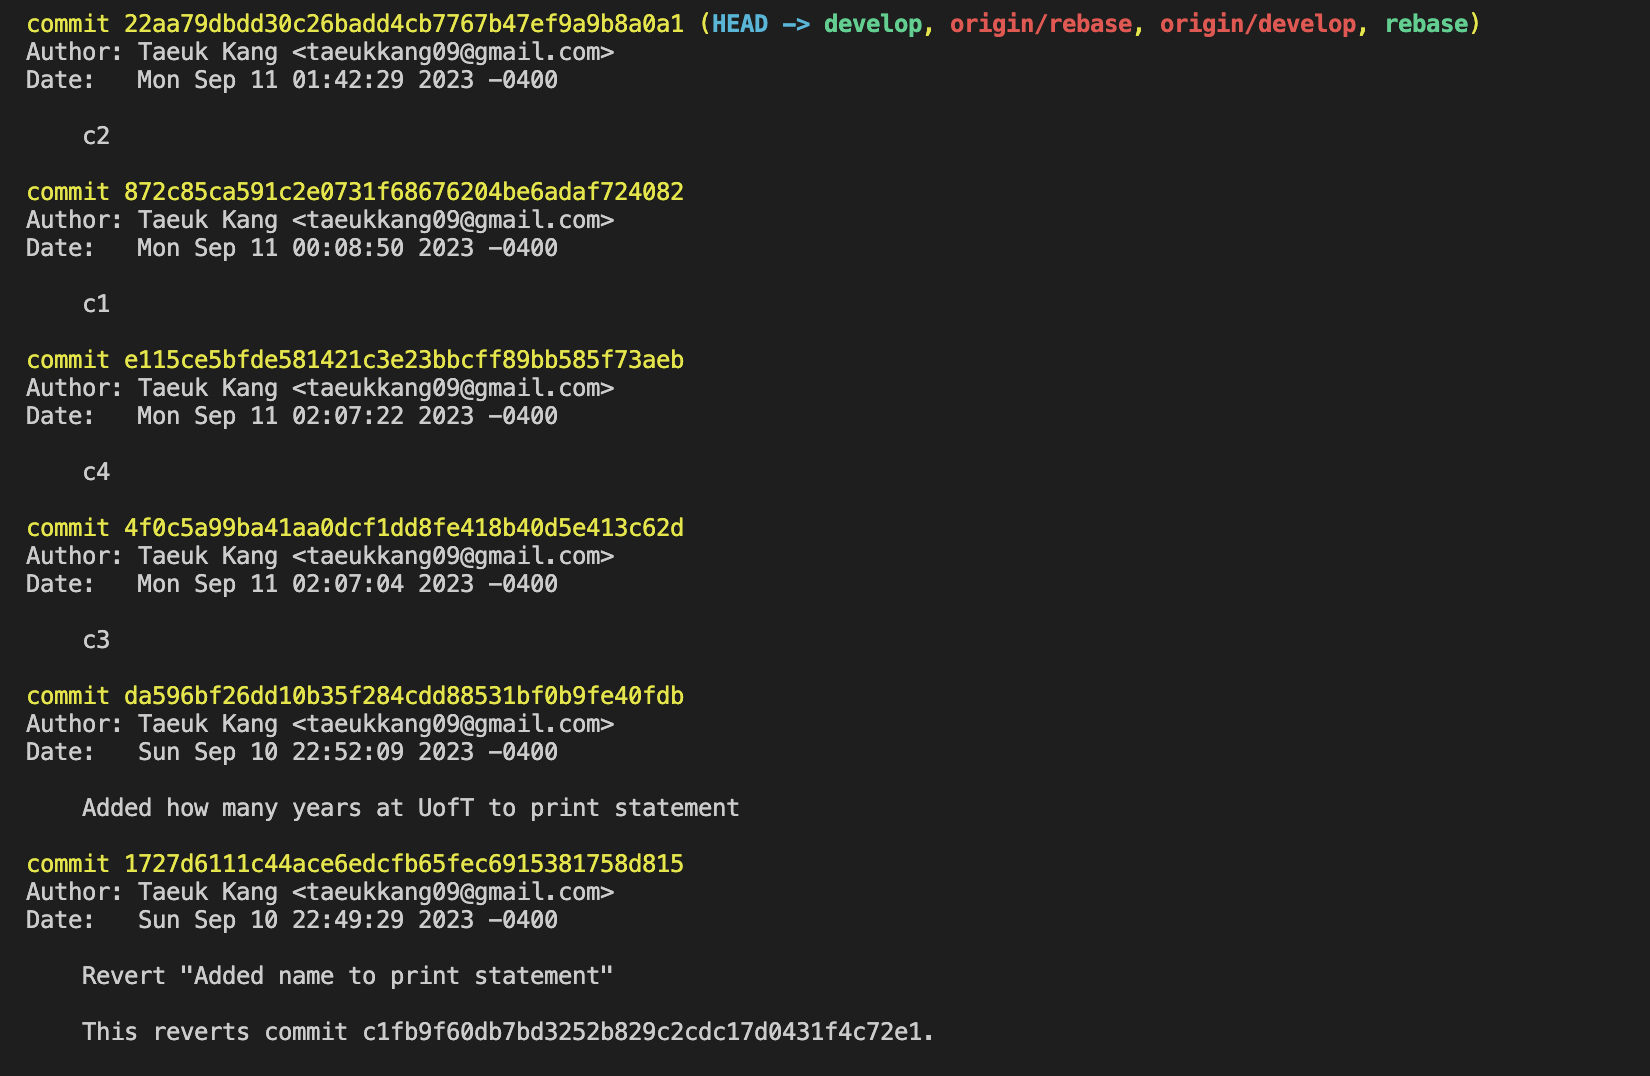 commit 22aa79dbdd30c26badd4cb7767b47ef9a9b8a0a1 (HEAD -> develop, origin/rebase, origin/develop, rebase)
Author: Taeuk Kang <taeukkang09@gmail.com>
Date:   Mon Sep 11 01:42:29 2023 -0400
c2
commit 872c85ca591c2e0731f68676204be6adaf724082
Author: Taeuk Kang <taeukkang09@gmail.com>
Date:   Mon Sep 11 00:08:50 2023 -0400
c1
commit e115ce5bfde581421c3e23bbcff89bb585f73aeb
Author: Taeuk Kang <taeukkang09@gmail.com>
Date:   Mon Sep 11 02:07:22 2023 -0400
c4
commit 4f0c5a99ba41aa0dcf1dd8fe418b40d5e413c62d
Author: Taeuk Kang <taeukkang09@gmail.com>
Date:   Mon Sep 11 02:07:04 2023 -0400
c3
commit da596bf26dd10b35f284cdd88531bf0b9fe40fdb
Author: Taeuk Kang <taeukkang09@gmail.com>
Date:   Sun Sep 10 22:52:09 2023 -0400
Added how many years at UofT to print statement
commit 1727d6111c44ace6edcfb65fec6915381758d815
Author: Taeuk Kang <taeukkang09@gmail.com>
Date:   Sun Sep 10 22:49:29 2023 -0400
Revert "Added name to print statement"
This reverts commit c1fb9f60db7bd3252b829c2cdc17d0431f4c72e1.